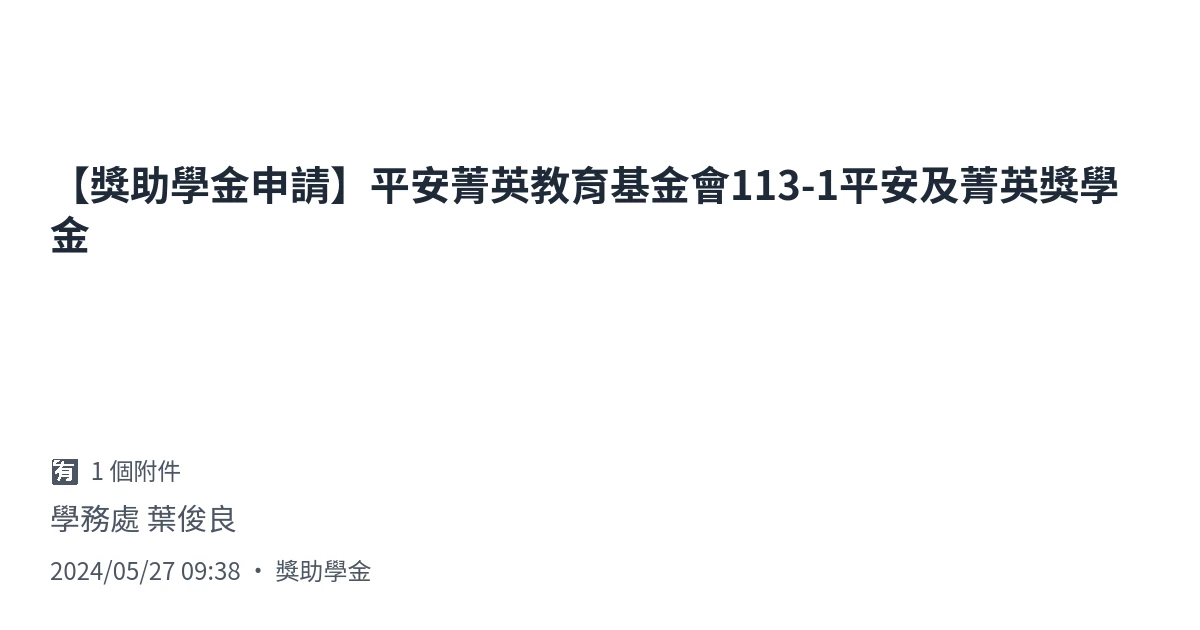 【獎助學金申請】平安菁英教育基金會113-1平安及菁英獎學
金
🈶 1 個附件
學務處 葉俊良
2024/05/27 09:38 • 獎助學金